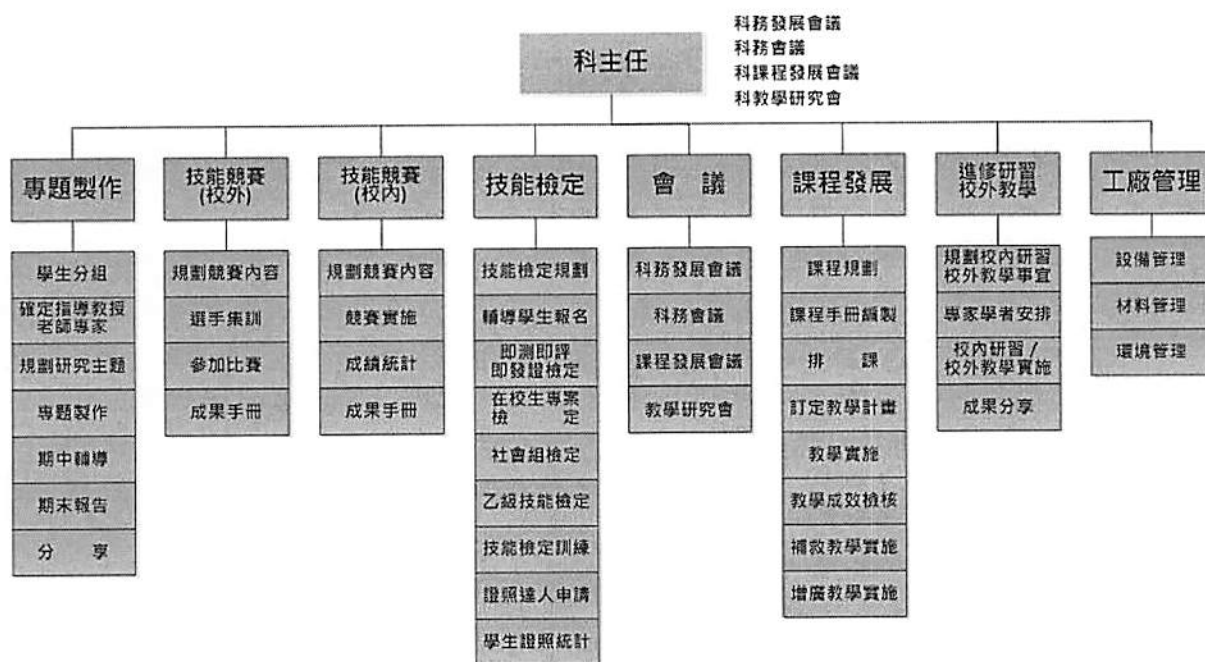 科務發展會議
科務會議
科課程發展會議
科教學研究會
科主任
專題製作
學生分組
確定指導教授
老師專家
規劃研究主題
專題製作
期中輔導
期末報告
分 享
技能競賽
(校外)
規劃競賽內容
選手集訓
參加比賽
成果手冊
技能競賽
(校內)
規劃競賽內容
競賽實施
成績統計
成果手冊
技能檢定
技能檢定規劃
輔導學生報名
即測即評
即發證檢定
在校生專案
檢 定
社會組檢定
乙級技能檢定
技能檢定訓練
證照達人申請
學生證照統計
會 議
科務發展會議
科務會議
課程發展會議
教學研究會
課程發展
課程規劃
課程手冊編製
排 課
訂定教學計畫
教學實施
教學成效檢核
補救教學實施
增廣教學實施
進修研習
校外教學
規劃校內研習
校外教學事宜
專家學者安排
校內研習 /
校外教學實施
成果分享
工廠管理
設備管理
材料管理
環境管理